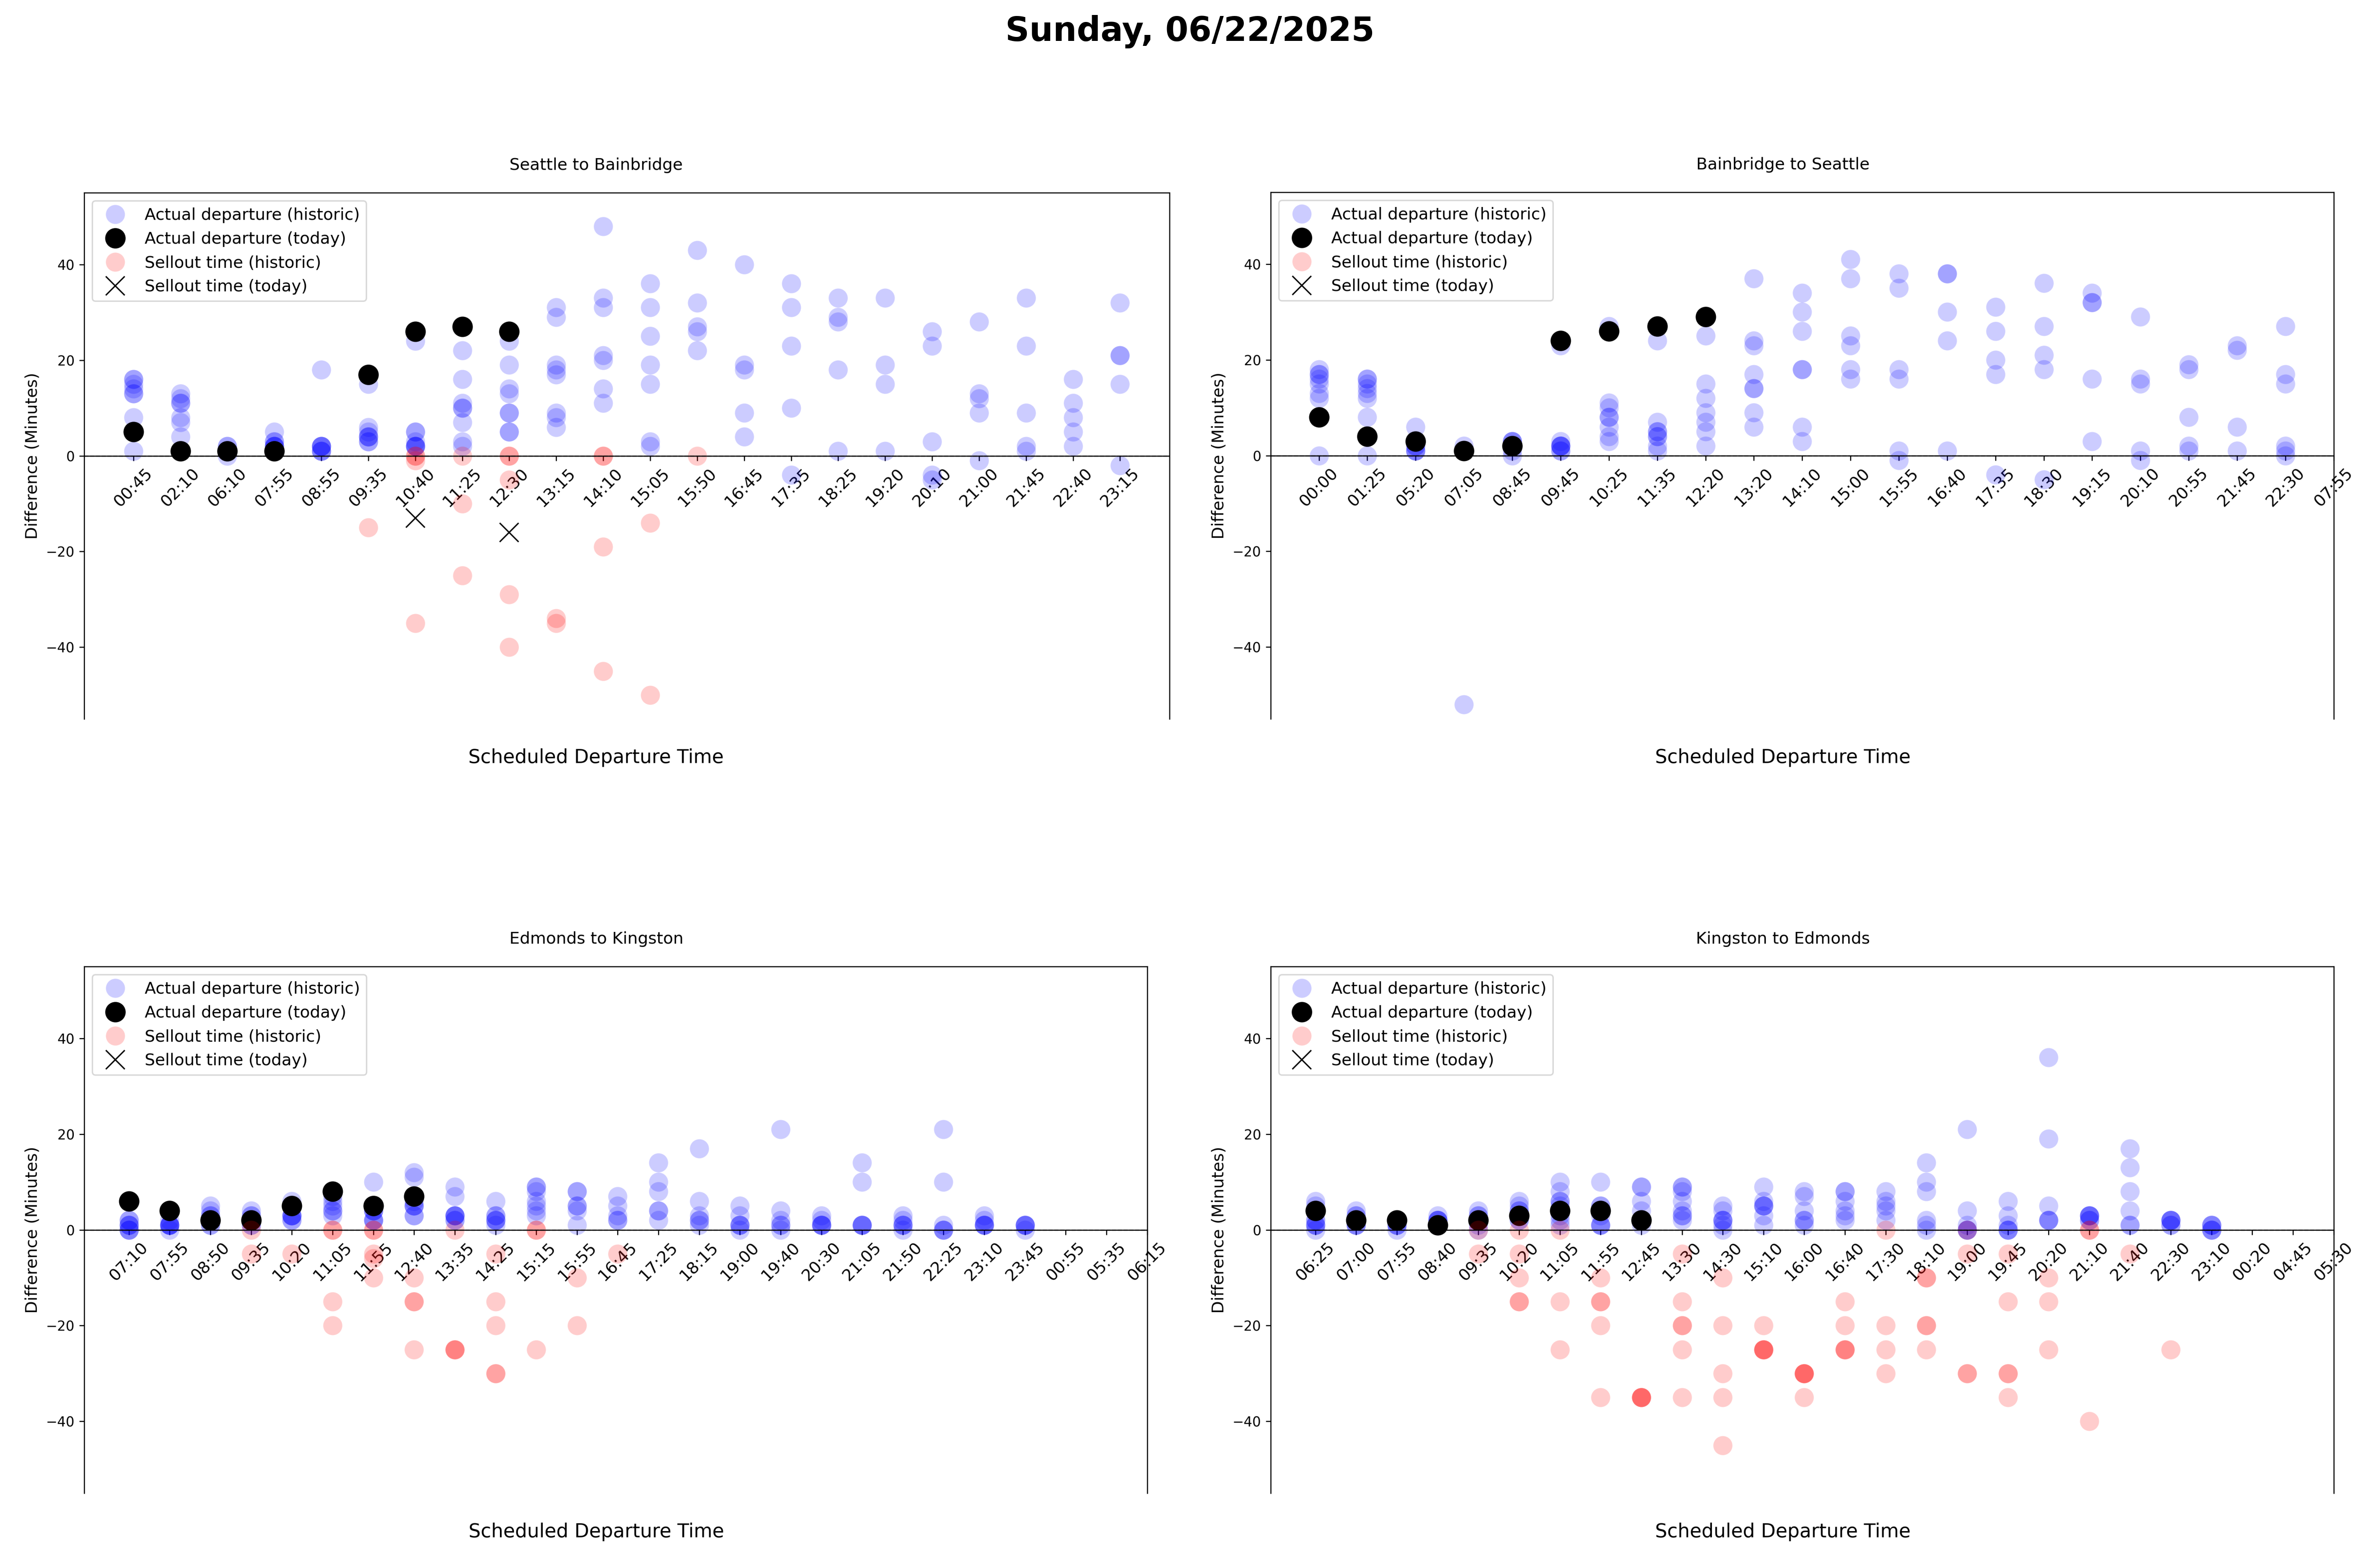 Sunday, 06/22/2025
Seattle to Bainbridge
Actual departure (historic)
Actual departure (today)
Sellout time (historic)
Sellout time (today)
Difference (Minutes)
40
20
0
−20
−40
00:45 02:10 06:10 07:55 08:55 09:35 10:40 11:25 12:30 13:15 14:10 15:05 15:50 16:45 17:35 18:25 19:20 20:10 21:00 21:45 22:40 23:15
Scheduled Departure Time
Bainbridge to Seattle
Actual departure (historic)
Actual departure (today)
Sellout time (historic)
Sellout time (today)
Difference (Minutes)
40
20
0
−20
−40
00:00 01:25 05:20 07:05 08:45 09:45 10:25 11:35 12:20 13:20 14:10 15:00 15:55 16:40 17:35 18:30 19:15 20:10 20:55 21:45 22:30 07:55
Scheduled Departure Time
Edmonds to Kingston
Actual departure (historic)
Actual departure (today)
Sellout time (historic)
Sellout time (today)
Difference (Minutes)
40
20
0
−20
−40
07:10 07:55 08:50 09:35 10:20 11:05 11:55 12:40 13:35 14:25 15:15 15:55 16:45 17:25 18:15 19:00 19:40 20:30 21:05 21:50 22:25 23:10 23:45 00:55 05:35 06:15
Scheduled Departure Time
Kingston to Edmonds
Actual departure (historic)
Actual departure (today)
Sellout time (historic)
Sellout time (today)
Difference (Minutes)
40
20
0
−20
−40
06:25 07:00 07:55 08:40 09:35 10:20 11:05 11:55 12:45 13:30 14:30 15:10 16:00 16:40 17:30 18:10 19:00 19:45 20:20 21:10 21:40 22:30 23:10 00:20 04:45 05:30
Scheduled Departure Time